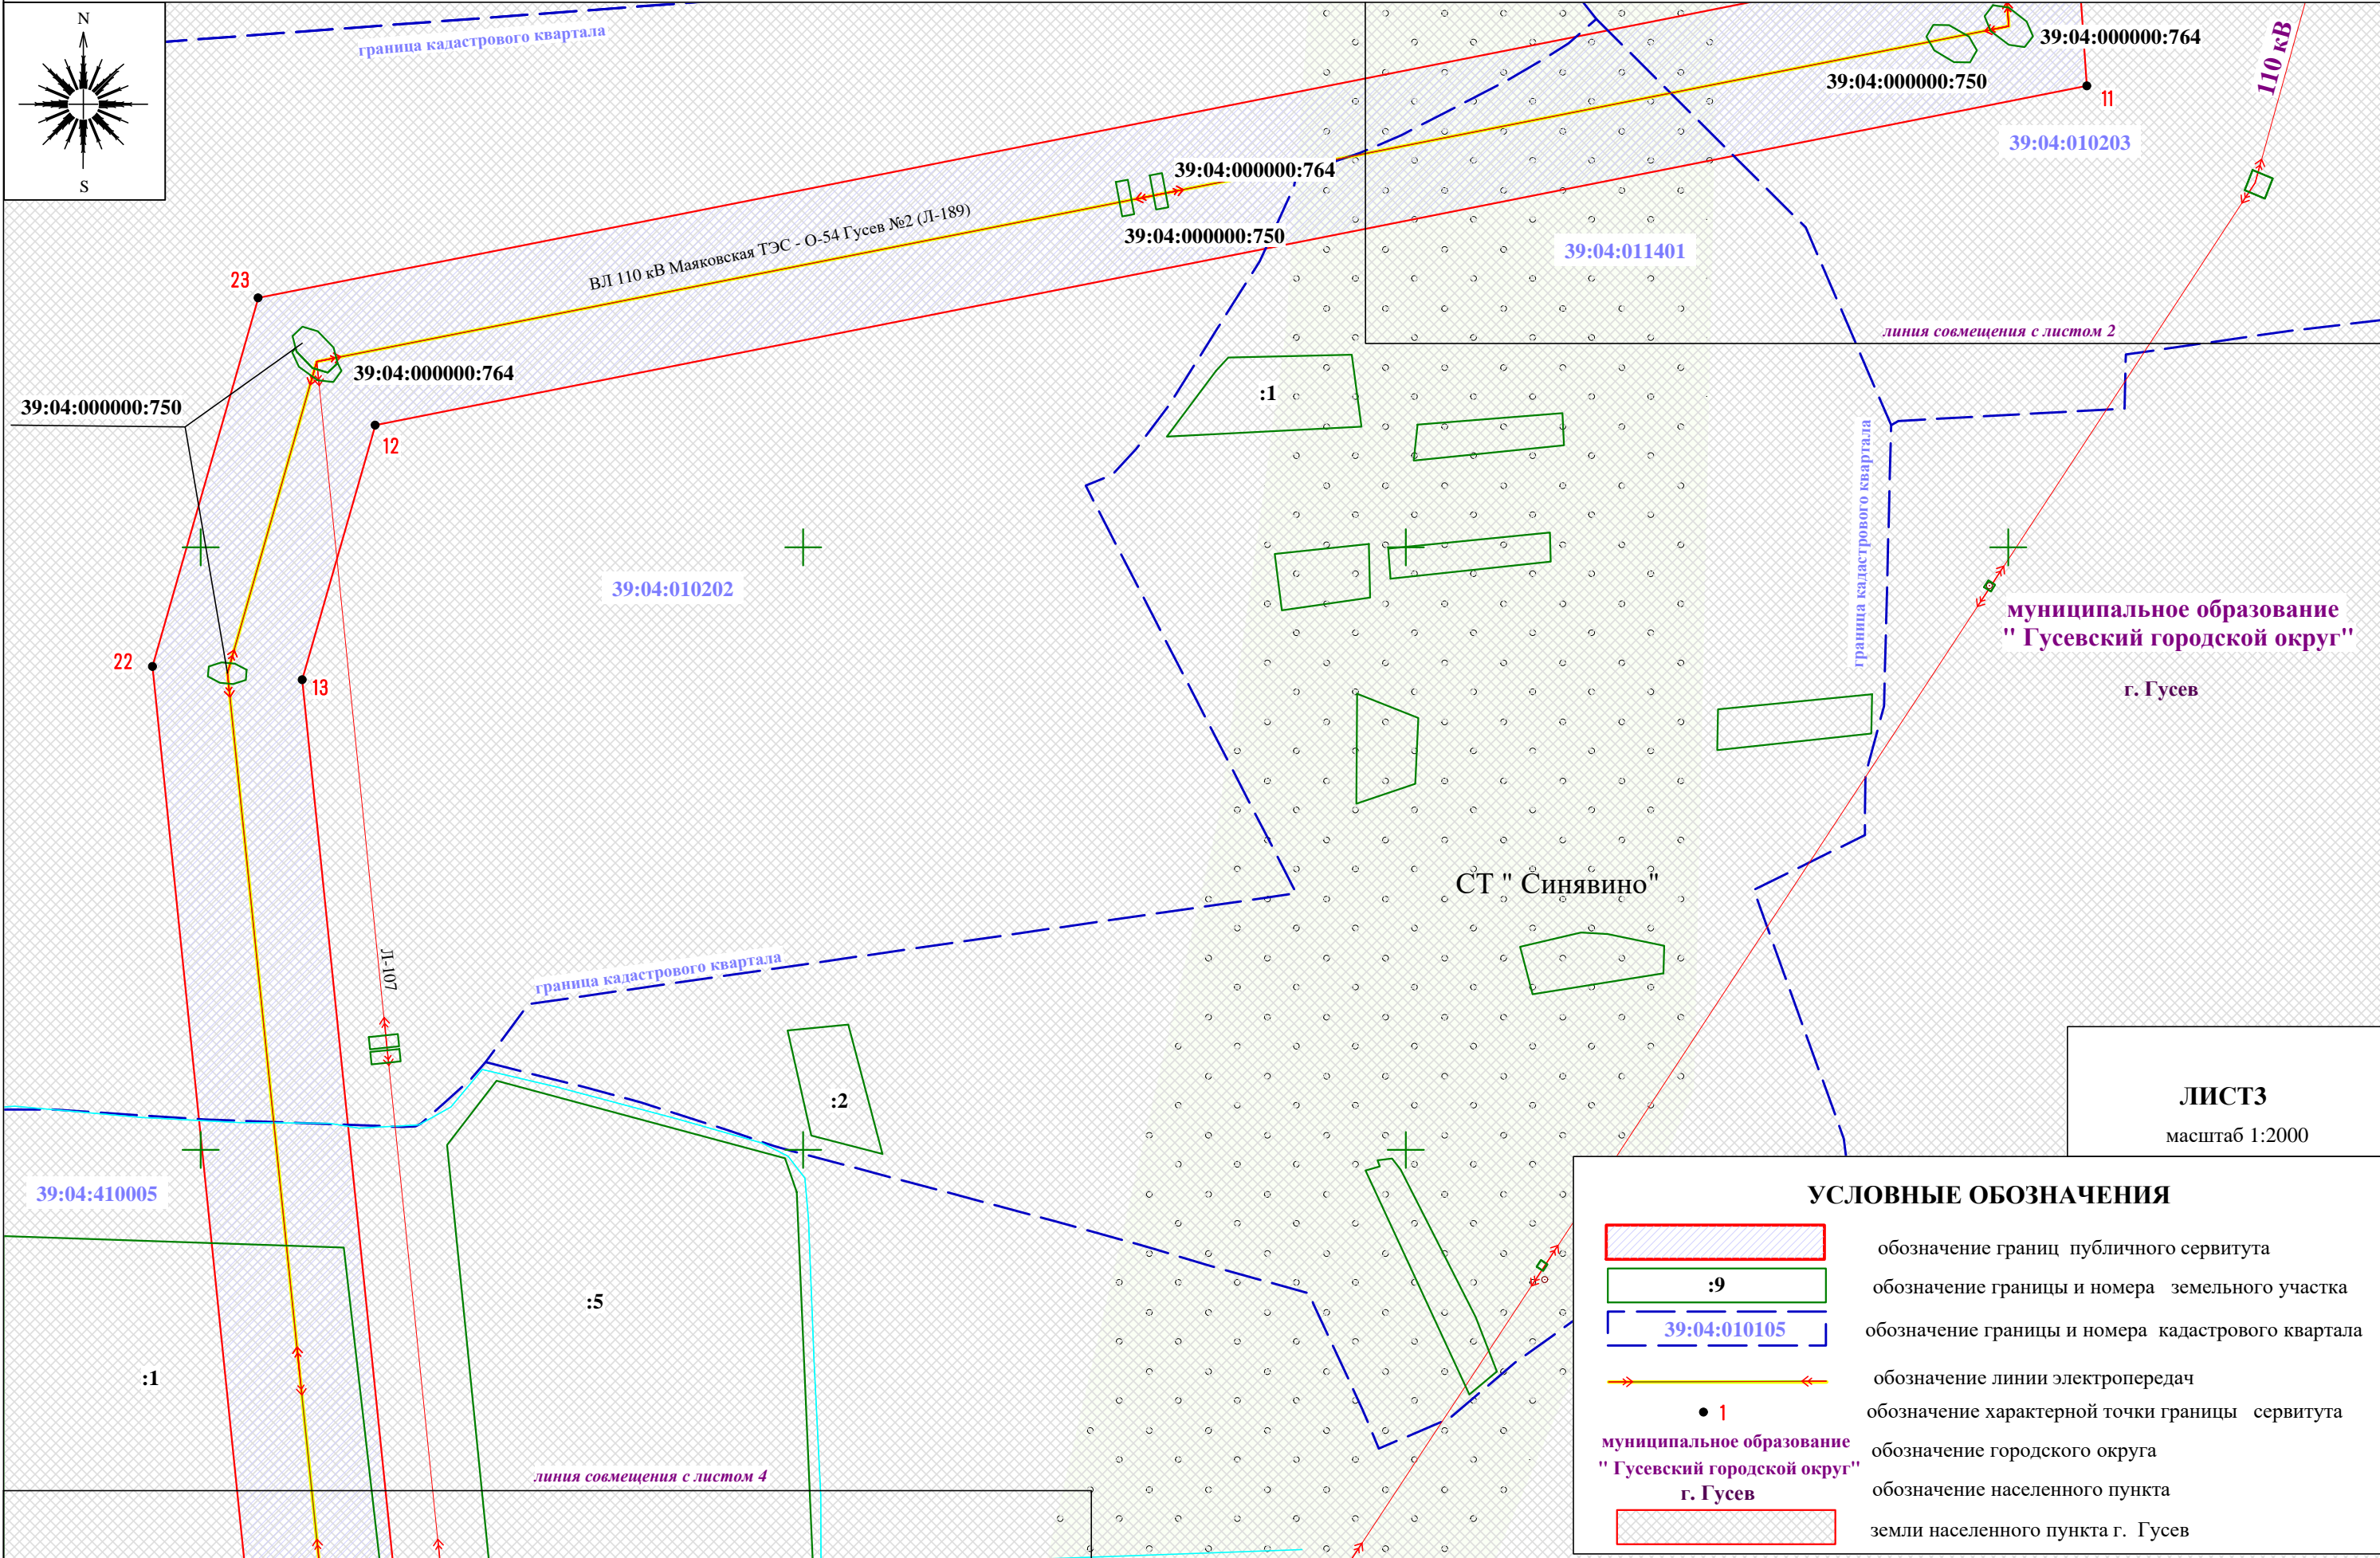 N
S
граница кадастрового квартала
39:04:000000:764
39:04:000000:750
110 кВ
11
39:04:010203
39:04:000000:764
39:04:000000:750
ВЛ 110 кВ Маяковская ТЭС - О-54 Гусев №2 (Л-189)
39:04:011401
23
линия совмещения с листом 2
39:04:000000:764
39:04:000000:750
:1
12
граница кадастрового квартала
39:04:010202
муниципальное образование
" Гусевский городской округ"
22
13
г. Гусев
СТ " Синявино"
Л-107
граница кадастрового квартала
:2
ЛИСТ3
масштаб 1:2000
39:04:410005
:5
:1
линия совмещения с листом 4
УСЛОВНЫЕ ОБОЗНАЧЕНИЯ
обозначение границ публичного сервитута
:9 обозначение границы и номера земельного участка
39:04:010105 обозначение границы и номера кадастрового квартала
обозначение линии электропередач
1 обозначение характерной точки границы сервитута
муниципальное образование
" Гусевский городской округ"
обозначение городского округа
г. Гусев обозначение населенного пункта
земли населенного пункта г. Гусев